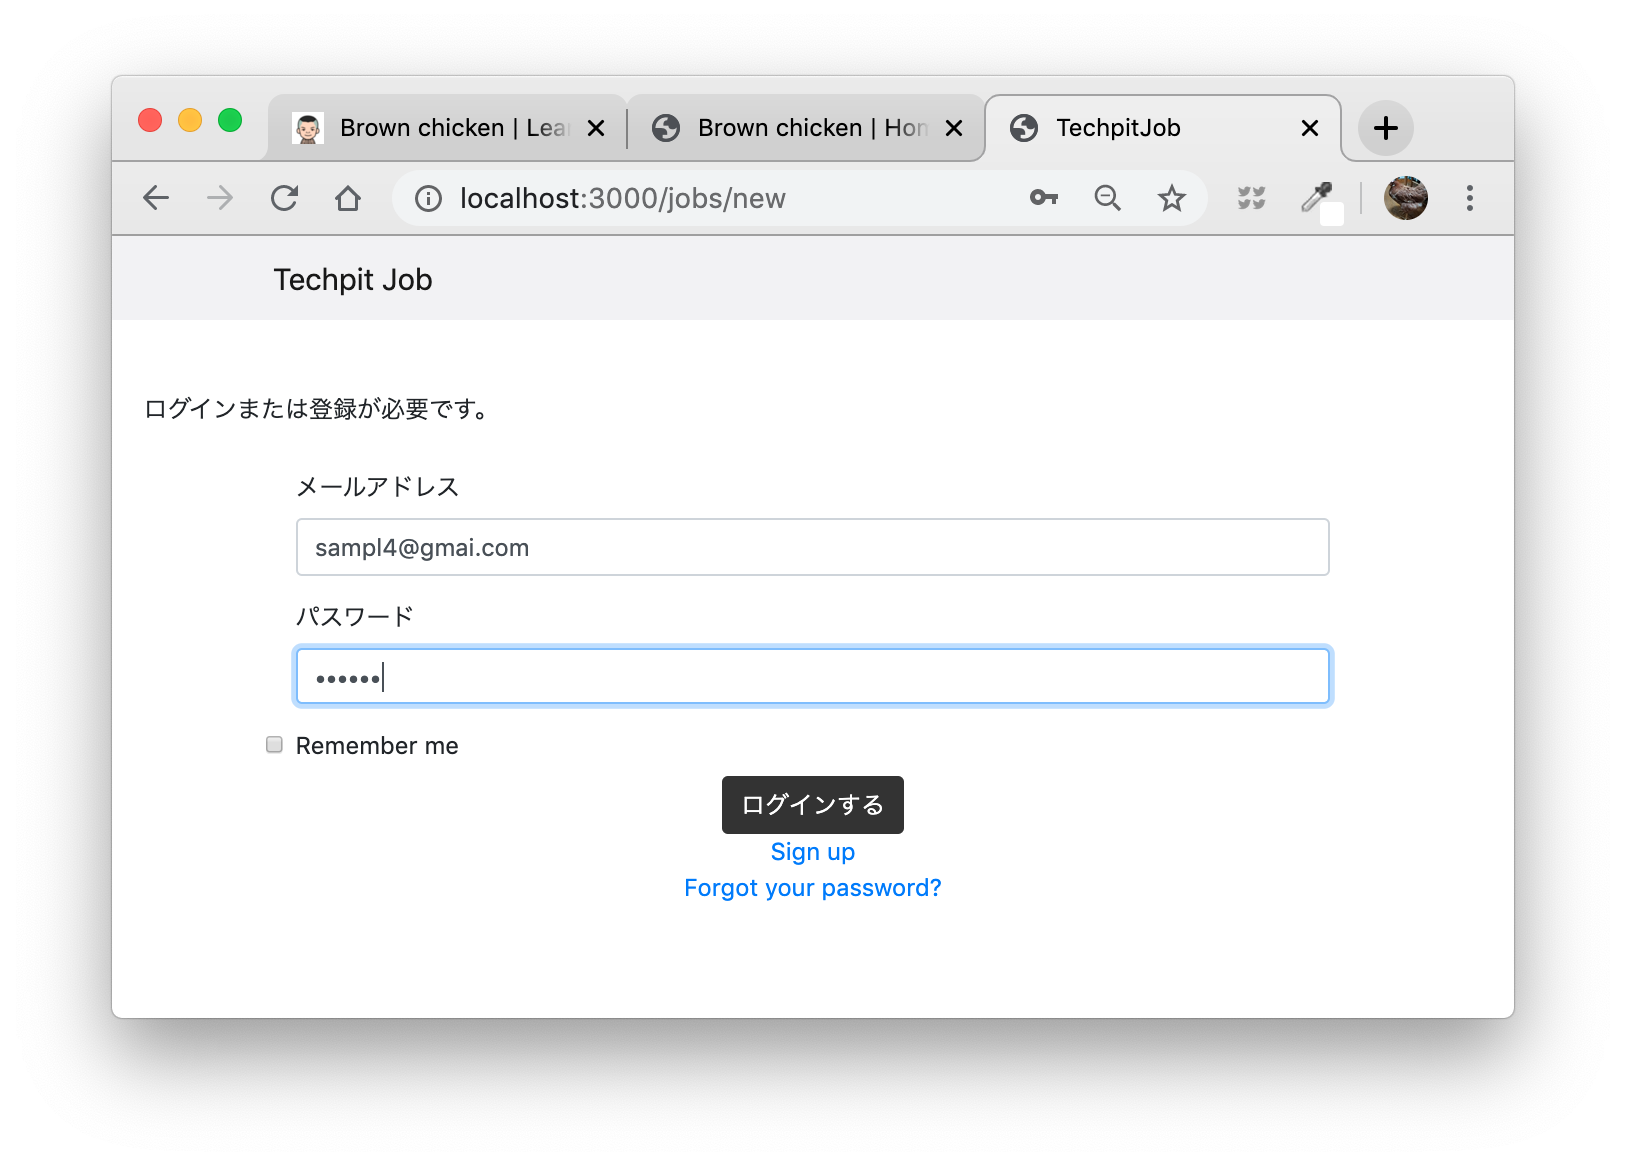 Brown chicken | Lea
Brown chicken | Hom
TechpitJob
localhost:3000/jobs/new
Techpit Job
ログインまたは登録が必要です。
メールアドレス
sampl4@gmai.com
パスワード
••••••
Remember me
ログインする
Sign up
Forgot your password?